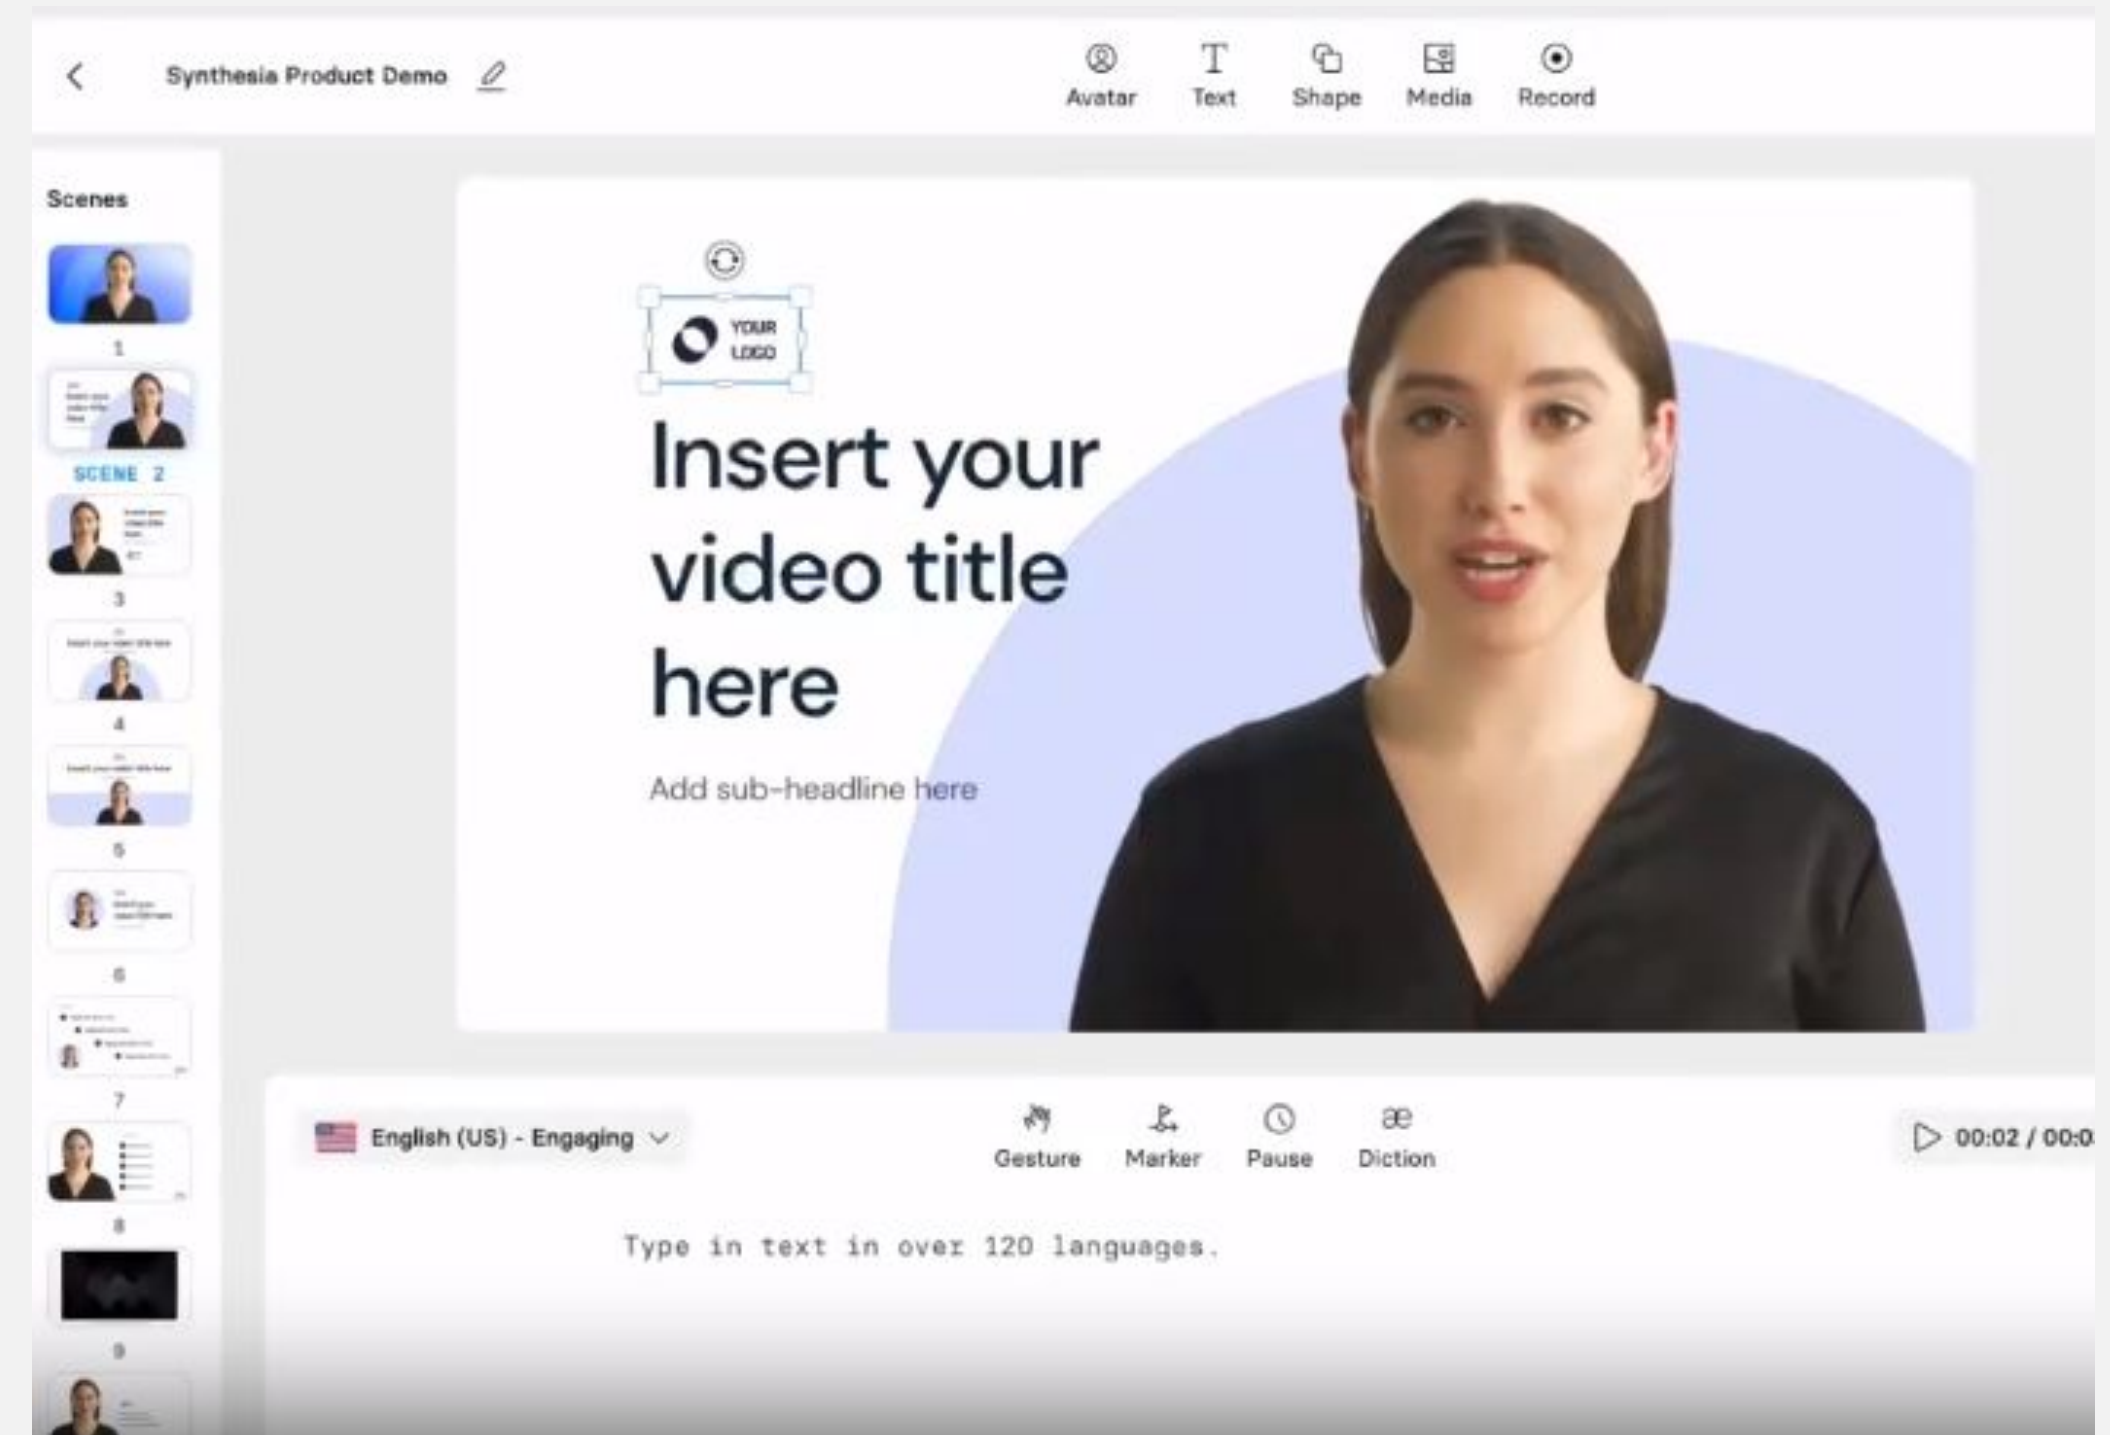 Synthesia Product Demo
Avatar
Text
Shape
Media
Record
Scenes
1
SCENE 2
3
4
5
6
7
8
9
YOUR
LOGO
Insert your
video title
here
Add sub-headline here
English (US) - Engaging
Gesture
Marker
Pause
æ
Diction
00:02 / 00:0
Type in text in over 120 languages.